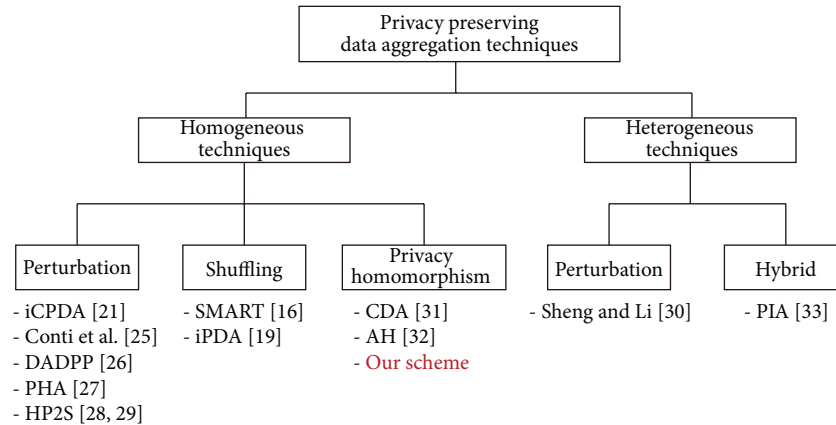 Privacy preserving
data aggregation techniques
Homogeneous
techniques
Heterogeneous
techniques
Perturbation
- iCPDA [21]
- Conti et al. [25]
- DADPP [26]
- PHA [27]
- HP2S [28, 29]
Shuffling
- SMART [16]
- iPDA [19]
Privacy
homomorphism
- CDA [31]
- AH [32]
- Our scheme
Perturbation
- Sheng and Li [30]
Hybrid
- PIA [33]